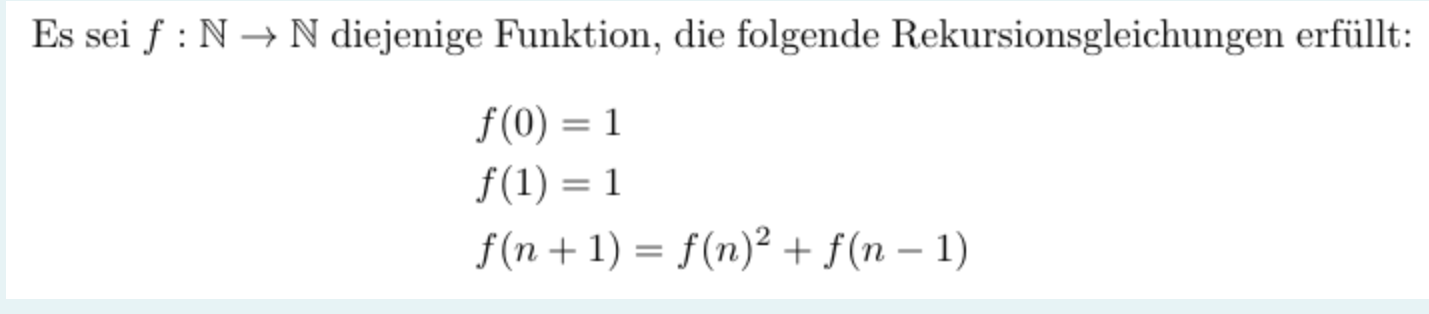 Es sei f : ℕ → ℕ diejenige Funktion, die folgende Rekursionsgleichungen erfüllt:
f(0) = 1
f(1) = 1
f(n + 1) = f(n)² + f(n − 1)